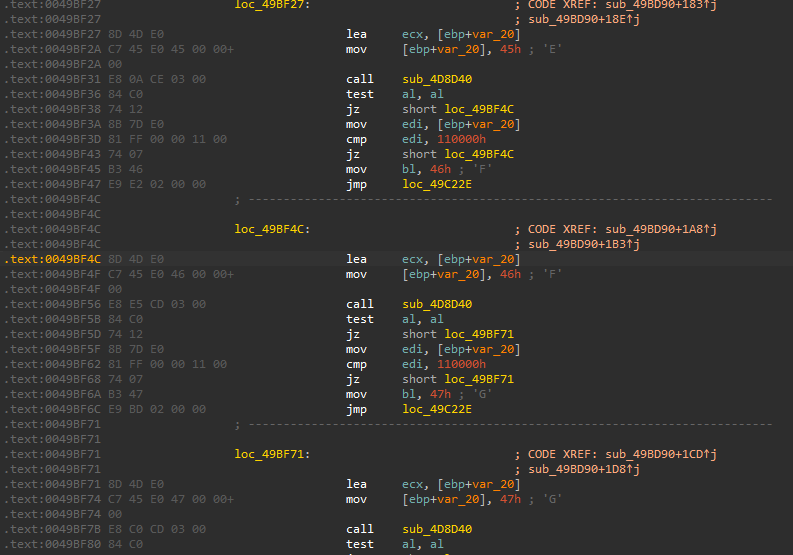 .text:0049BF27 loc_49BF27: ; CODE XREF: sub_49BD90+183↑j
.text:0049BF27 ; sub_49BD90+18E↑j
.text:0049BF27 8D 4D E0 lea ecx, [ebp+var_20]
.text:0049BF2A C7 45 E0 45 00 00+ mov [ebp+var_20], 45h ; 'E'
.text:0049BF2A 00
.text:0049BF31 E8 0A CE 03 00 call sub_4D8D40
.text:0049BF36 84 C0 test al, al
.text:0049BF38 74 12 jz short loc_49BF4C
.text:0049BF3A 8B 7D E0 mov edi, [ebp+var_20]
.text:0049BF3D 81 FF 00 00 11 00 cmp edi, 110000h
.text:0049BF43 74 07 jz short loc_49BF4C
.text:0049BF45 B3 46 mov bl, 46h ; 'F'
.text:0049BF47 E9 E2 02 00 00 jmp loc_49C22E
.text:0049BF4C ; ---------------------------------------------------------------------------
.text:0049BF4C
.text:0049BF4C loc_49BF4C: ; CODE XREF: sub_49BD90+1A8↑j
.text:0049BF4C ; sub_49BD90+1B3↑j
.text:0049BF4C 8D 4D E0 lea ecx, [ebp+var_20]
.text:0049BF4F C7 45 E0 46 00 00+ mov [ebp+var_20], 46h ; 'F'
.text:0049BF4F 00
.text:0049BF56 E8 E5 CD 03 00 call sub_4D8D40
.text:0049BF5B 84 C0 test al, al
.text:0049BF5D 74 12 jz short loc_49BF71
.text:0049BF5F 8B 7D E0 mov edi, [ebp+var_20]
.text:0049BF62 81 FF 00 00 11 00 cmp edi, 110000h
.text:0049BF68 74 07 jz short loc_49BF71
.text:0049BF6A B3 47 mov bl, 47h ; 'G'
.text:0049BF6C E9 BD 02 00 00 jmp loc_49C22E
.text:0049BF71 ; ---------------------------------------------------------------------------
.text:0049BF71
.text:0049BF71 loc_49BF71: ; CODE XREF: sub_49BD90+1CD↑j
.text:0049BF71 ; sub_49BD90+1D8↑j
.text:0049BF71 8D 4D E0 lea ecx, [ebp+var_20]
.text:0049BF74 C7 45 E0 47 00 00+ mov [ebp+var_20], 47h ; 'G'
.text:0049BF74 00
.text:0049BF7B E8 C0 CD 03 00 call sub_4D8D40
.text:0049BF80 84 C0 test al, al